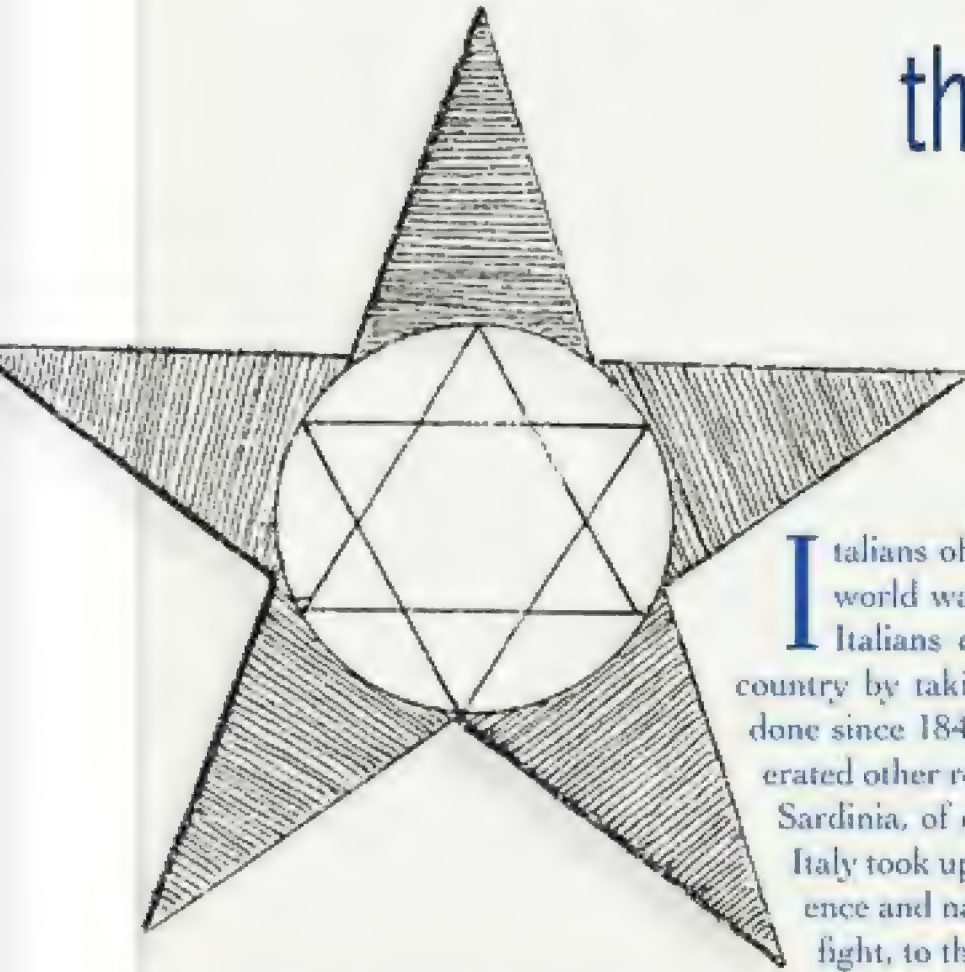 th
Italians of
world wa
Italians
country by taki
done since 184
erated other re
Sardinia, of
Italy took up
ence and na
fight, to th